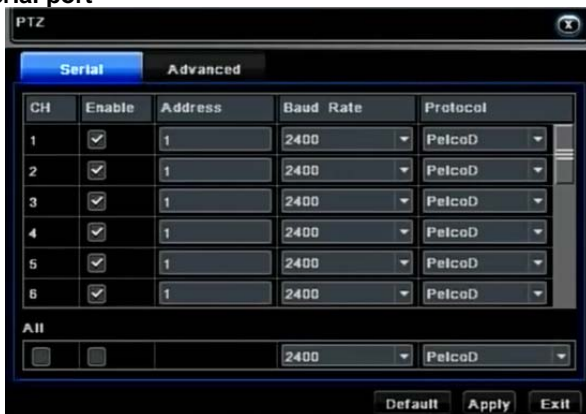 PTZ
Serial Advanced
CH Enable Address Baud Rate Protocol
1 1 2400 PelcoD
2 1 2400 PelcoD
3 1 2400 PelcoD
4 1 2400 PelcoD
5 1 2400 PelcoD
6 1 2400 PelcoD
All
2400 PelcoD
Default Apply Exit